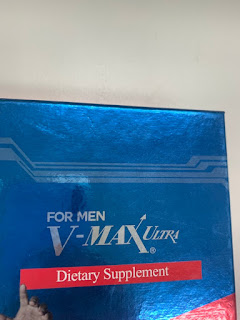 FOR MEN
V-MAX ULTRA®
Dietary Supplement